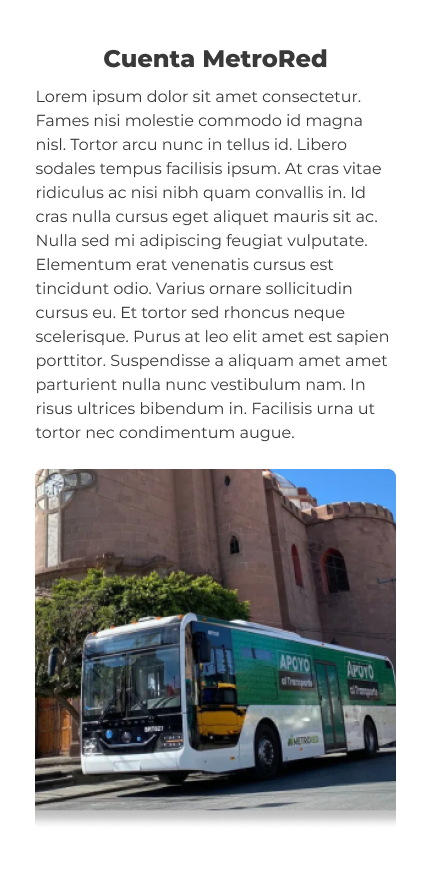 Cuenta MetroRed
Lorem ipsum dolor sit amet consectetur.
Fames nisi molestie commodo id magna
nisl. Tortor arcu nunc in tellus id. Libero
sodales tempus facilisis ipsum. At cras vitae
ridiculus ac nisi nibh quam convallis in. Id
cras nulla cursus eget aliquet mauris sit ac.
Nulla sed mi adipiscing feugiat vulputate.
Elementum erat venenatis cursus est
tincidunt odio. Varius ornare sollicitudin
cursus eu. Et tortor sed rhoncus neque
scelerisque. Purus at leo elit amet est sapien
porttitor. Suspendisse a aliquam amet amet
parturient nulla nunc vestibulum nam. In
risus ultrices bibendum in. Facilisis urna ut
tortor nec condimentum augue.
APOYO
al Transporte
APOYO
al Transporte
METRORED